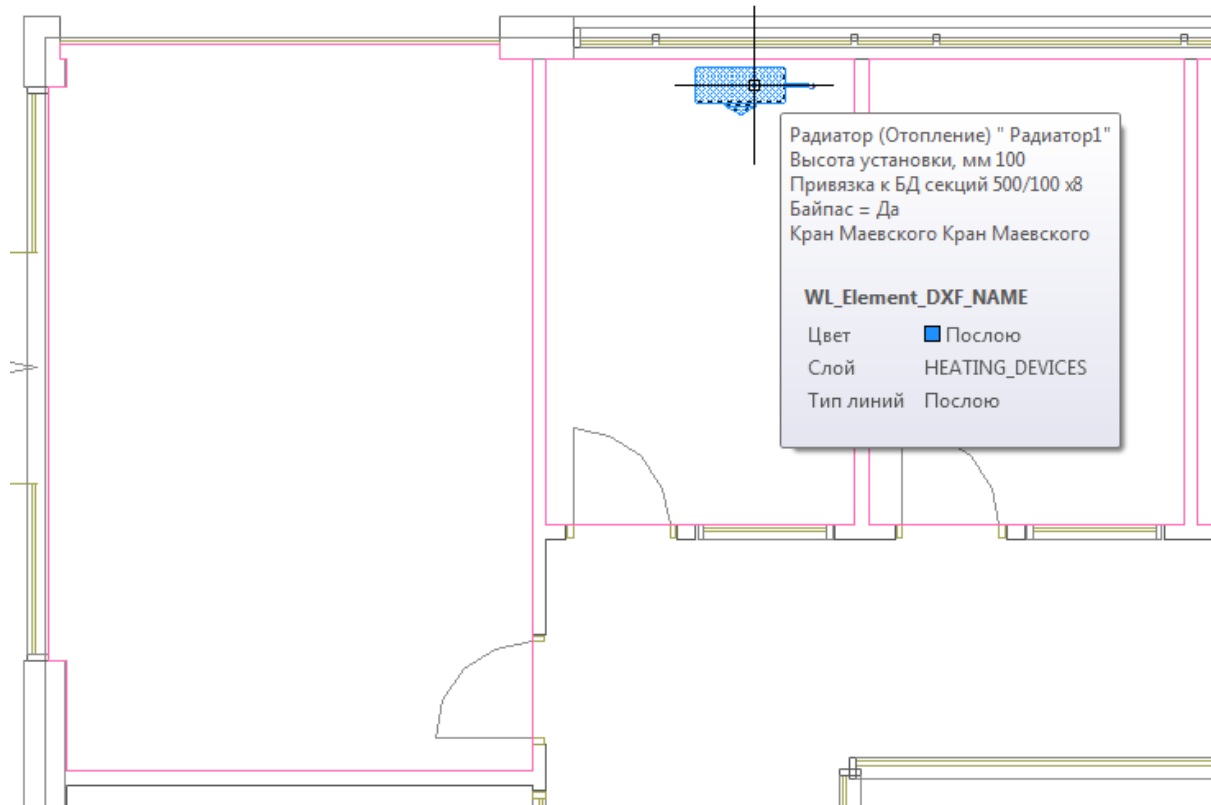 Радиатор (Отопление) " Радиатор1"
Высота установки, мм 100
Привязка к БД секций 500/100 x8
Байпас = Да
Кран Маевского Кран Маевского
WL_Element_DXF_NAME
Цвет Послою
Слой HEATING_DEVICES
Тип линий Послою